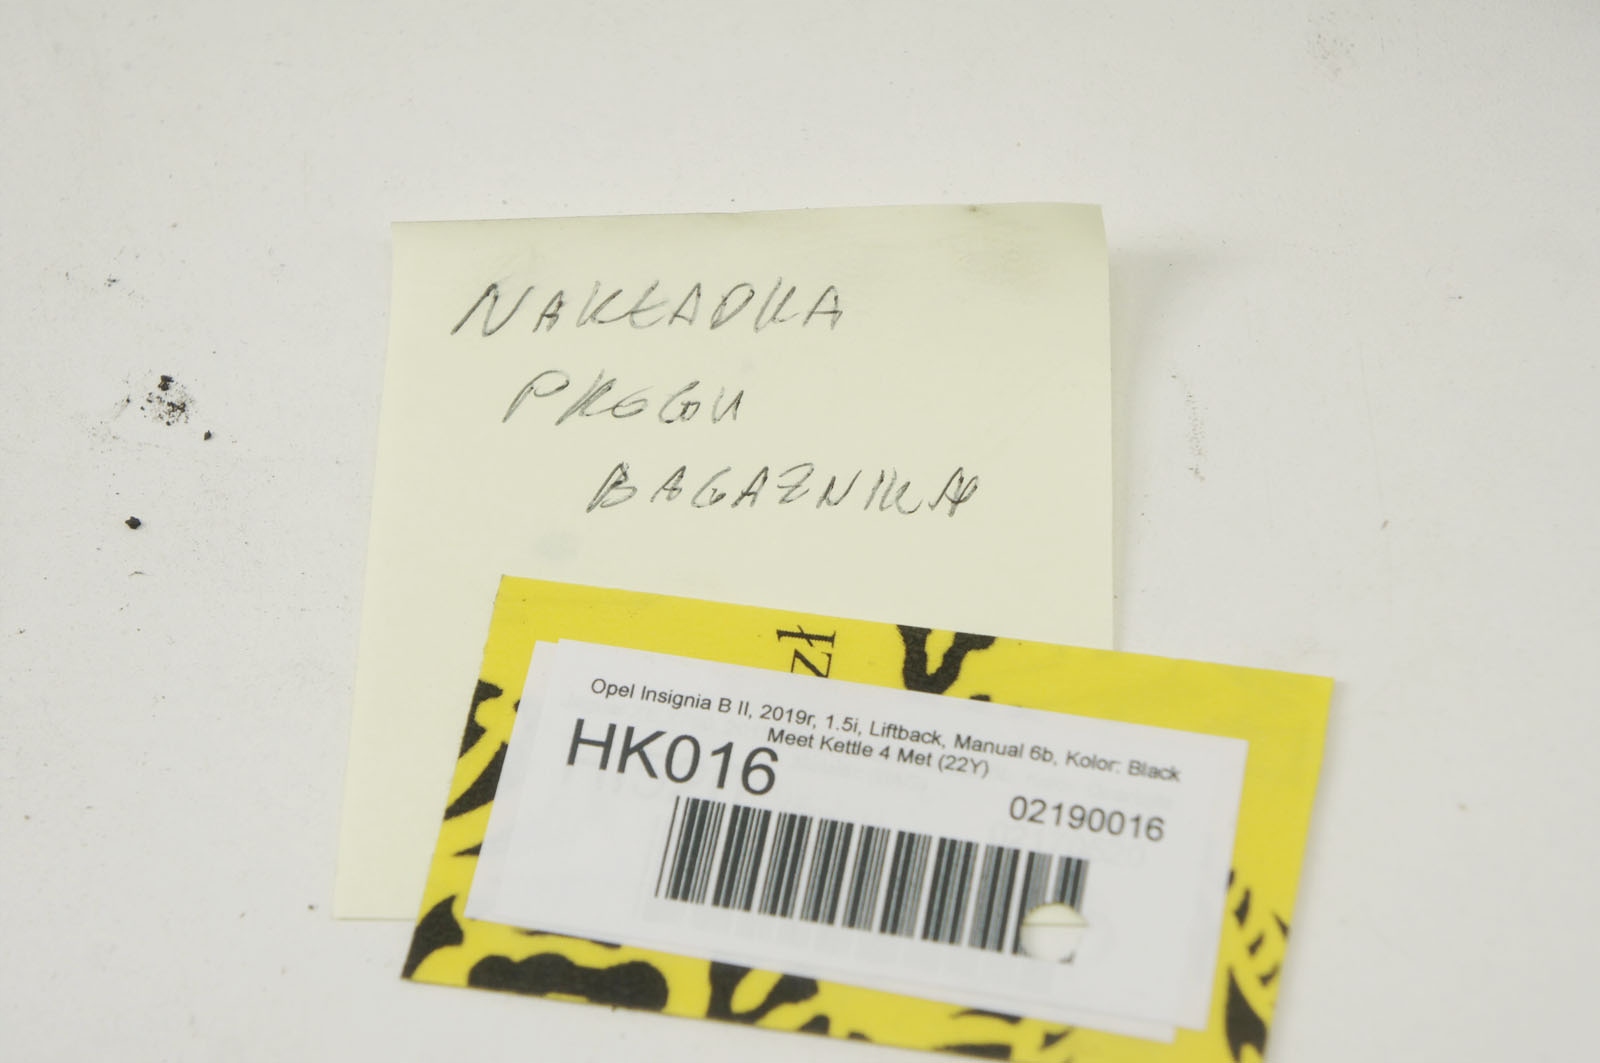 NAKŁADKA
PROGU
BAGAŻNIKA
zł
Opel Insignia B II, 2019r, 1.5i, Liftback, Manual 6b, Kolor: Black
Meet Kettle 4 Met (22Y)
HK016
02190016